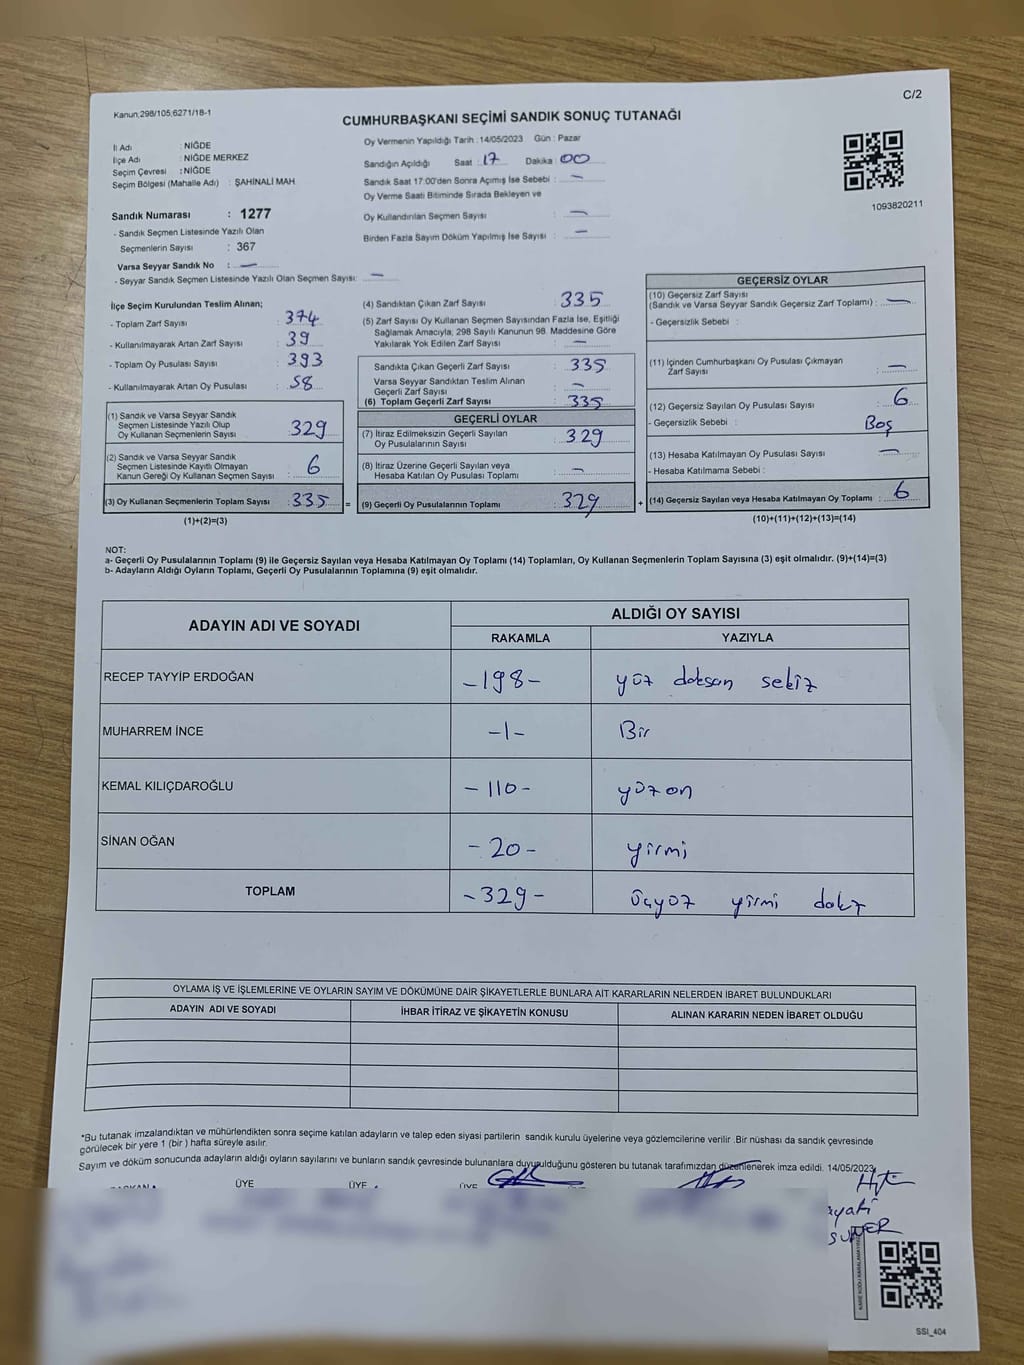 Kanun;298/105;6271/18-1
C/2
CUMHURBAŞKANI SEÇİMİ SANDIK SONUÇ TUTANAĞI
1093820211
İl Adı : NİĞDE
İlçe Adı : NİĞDE MERKEZ
Seçim Çevresi : NİĞDE
Seçim Bölgesi (Mahalle Adı) : ŞAHİNALİ MAH.
Sandık Numarası : 1277
- Sandık Seçmen Listesinde Yazılı Olan
Seçmenlerin Sayısı : 367
Varsa Seyyar Sandık No : —
- Seyyar Sandık Seçmen Listesinde Yazılı Olan Seçmen Sayısı: —
Oy Vermenin Yapıldığı Tarih : 14/05/2023 Gün : Pazar
Sandığın Açıldığı Saat : 17 Dakika : 00
Sandık Saat 17:00'den Sonra Açımış İse Sebebi : —
Oy Verme Saati Bitiminde Sırada Bekleyen ve
Oy Kullandırılan Seçmen Sayısı : —
Birden Fazla Sayım Döküm Yapılmış İse Sayısı : —
İlçe Seçim Kurulundan Teslim Alınan;
- Toplam Zarf Sayısı : 374
- Kullanılmayarak Artan Zarf Sayısı : 39
- Toplam Oy Pusulası Sayısı : 393
- Kullanılmayarak Artan Oy Pusulası : 58
(1) Sandık ve Varsa Seyyar Sandık
Seçmen Listesinde Yazılı Olup
Oy Kullanan Seçmenlerin Sayısı : 329
(2) Sandık ve Varsa Seyyar Sandık
Seçmen Listesinde Kayıtlı Olmayan
Kanun Gereği Oy Kullanan Seçmen Sayısı : 6
(3) Oy Kullanan Seçmenlerin Toplam Sayısı : 335 =
(1)+(2)=(3)
(4) Sandıktan Çıkan Zarf Sayısı : 335
(5) Zarf Sayısı Oy Kullanan Seçmen Sayısından Fazla İse, Eşitliği
Sağlamak Amacıyla, 298 Sayılı Kanunun 98. Maddesine Göre
Yakılarak Yok Edilen Zarf Sayısı : —
Sandıkta Çıkan Geçerli Zarf Sayısı : 335
Varsa Seyyar Sandıktan Teslim Alınan
Geçerli Zarf Sayısı : —
(6) Toplam Geçerli Zarf Sayısı : 335
GEÇERLİ OYLAR
(7) İtiraz Edilmeksizin Geçerli Sayılan
Oy Pusulalarının Sayısı : 329
(8) İtiraz Üzerine Geçerli Sayılan veya
Hesaba Katılan Oy Pusulası Toplamı : —
(9) Geçerli Oy Pusulalarının Toplamı : 329 +
GEÇERSİZ OYLAR
(10) Geçersiz Zarf Sayısı
(Sandık ve Varsa Seyyar Sandık Geçersiz Zarf Toplamı) : —
- Geçersizlik Sebebi :
(11) İçinden Cumhurbaşkanı Oy Pusulası Çıkmayan
Zarf Sayısı : —
(12) Geçersiz Sayılan Oy Pusulası Sayısı : 6
- Geçersizlik Sebebi : Boş
(13) Hesaba Katılmayan Oy Pusulası Sayısı : —
- Hesaba Katılmama Sebebi :
(14) Geçersiz Sayılan veya Hesaba Katılmayan Oy Toplamı : 6
(10)+(11)+(12)+(13)=(14)
NOT:
a- Geçerli Oy Pusulalarının Toplamı (9) ile Geçersiz Sayılan veya Hesaba Katılmayan Oy Toplamı (14) Toplamları, Oy Kullanan Seçmenlerin Toplam Sayısına (3) eşit olmalıdır. (9)+(14)=(3)
b- Adayların Aldığı Oyların Toplamı, Geçerli Oy Pusulalarının Toplamına (9) eşit olmalıdır.
ADAYIN ADI VE SOYADI
ALDIĞI OY SAYISI
RAKAMLA YAZIYLA
RECEP TAYYİP ERDOĞAN -198- yüz doksan sekiz
MUHARREM İNCE -1- Bir
KEMAL KILIÇDAROĞLU -110- yüz on
SİNAN OĞAN -20- yirmi
TOPLAM -329- üçyüz yirmi dokuz
OYLAMA İŞ VE İŞLEMLERİNE VE OYLARIN SAYIM VE DÖKÜMÜNE DAİR ŞİKAYETLERLE BUNLARA AİT KARARLARIN NELERDEN İBARET BULUNDUKLARI
ADAYIN ADI VE SOYADI İHBAR İTİRAZ VE ŞİKAYETİN KONUSU ALINAN KARARIN NEDEN İBARET OLDUĞU
*Bu tutanak imzalandıktan ve mühürlendikten sonra seçime katılan adayların ve talep eden siyasi partilerin sandık kurulu üyelerine veya gözlemcilerine verilir .Bir nüshası da sandık çevresinde
görülecek bir yere 1 (bir ) hafta süreyle asılır.
Sayım ve döküm sonucunda adayların aldığı oyların sayılarını ve bunların sandık çevresinde bulunanlara duyurulduğunu gösteren bu tutanak tarafımızdan düzenlenerek imza edildi. 14/05/2023
BAŞKAN ÜYE ÜYE ÜYE
SSI_404